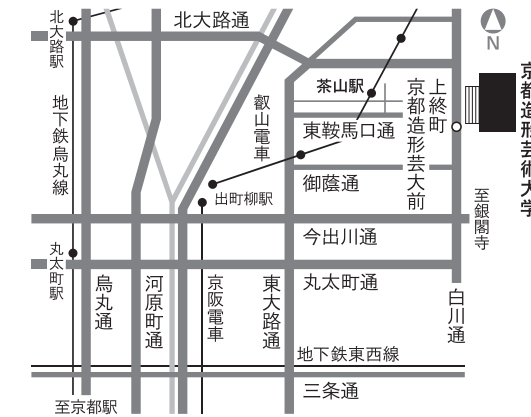 北大路駅
北大路通
N
京都造形芸術大学
茶山駅
上終町
京都造形芸大前
地下鉄烏丸線
叡山電車
東鞍馬口通
御蔭通
出町柳駅
至銀閣寺
今出川通
丸太町駅
丸太町通
烏丸通
河原町通
京阪電車
東大路通
白川通
地下鉄東西線
三条通
至京都駅